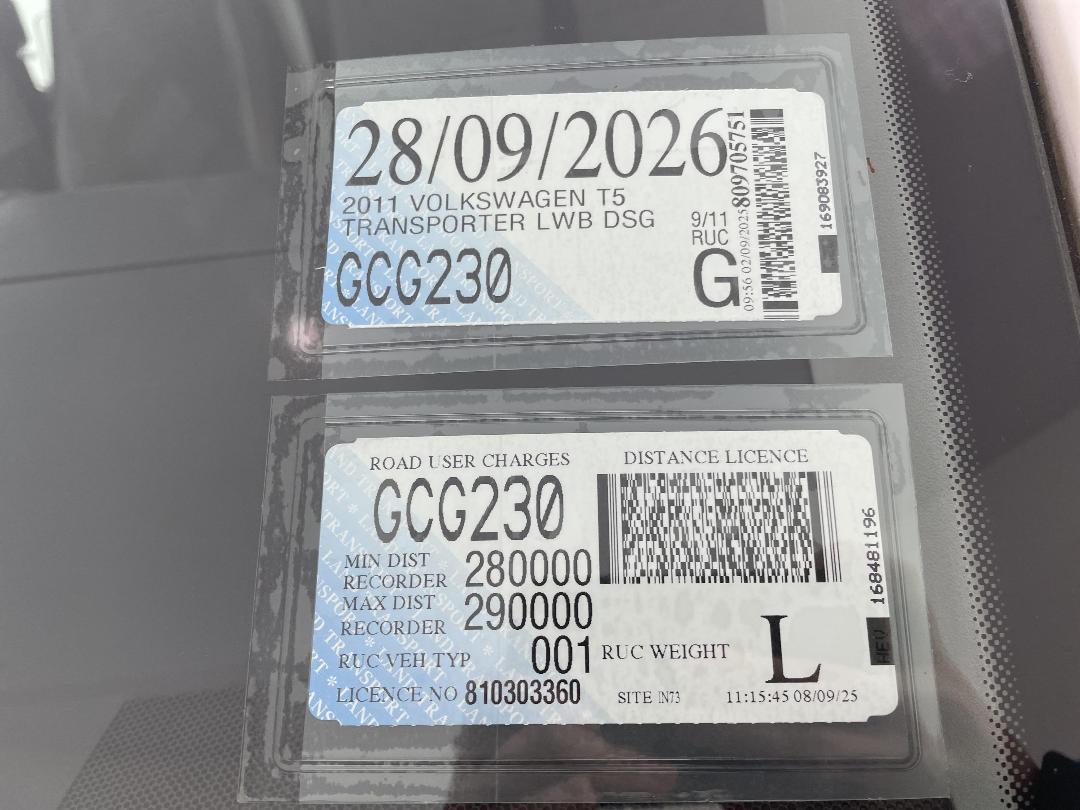 28/09/2026
2011 VOLKSWAGEN T5
TRANSPORTER LWB DSG
GCG230
9/11
RUC
G
09:56 02/09/2025
809705751
169083927
ROAD USER CHARGES
GCG230
MIN DIST
RECORDER 280000
MAX DIST
RECORDER 290000
RUC VEH TYP 001
LICENCE NO 810303360
DISTANCE LICENCE
RUC WEIGHT L
SITE IN73 11:15:45 08/09/25
168481196
HEV